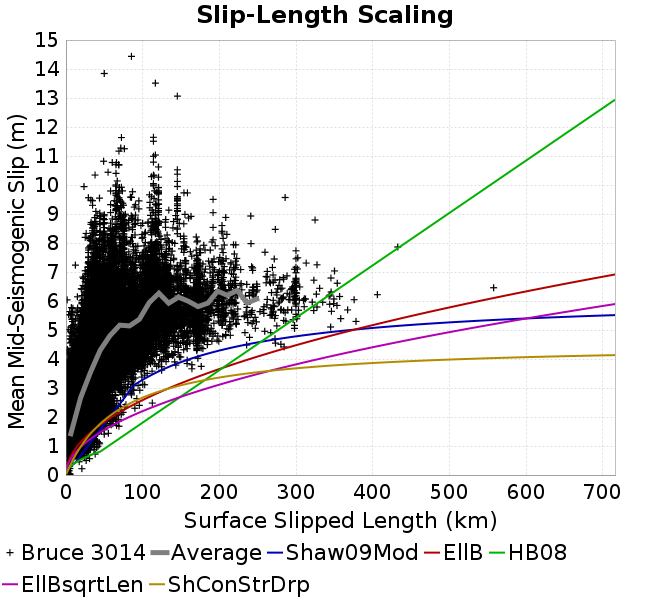 Slip-Length Scaling
Mean Mid-Seismogenic Slip (m)
15
14
13
12
11
10
9
8
7
6
5
4
3
2
1
0
0 100 200 300 400 500 600 700
Surface Slipped Length (km)
Bruce 3014 Average Shaw09Mod EllB HB08
EllBsqrtLen ShConStrDrp